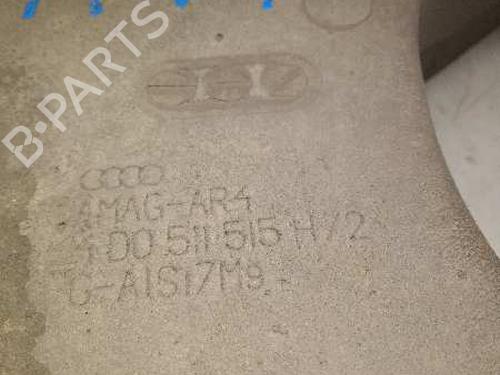 B-PARTS
AMAG-AR4
4D0 511 515 H/2
G-AlSi7Mg